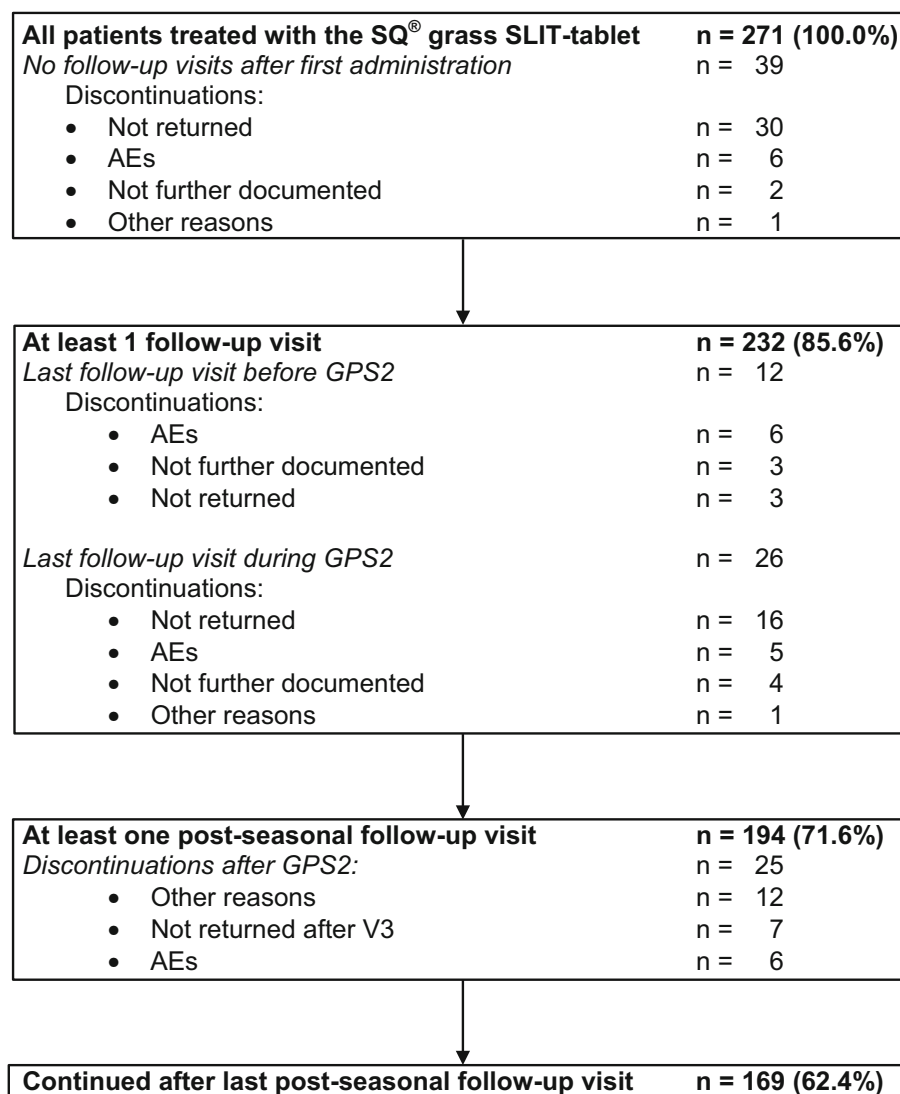 All patients treated with the SQ® grass SLIT-tablet n = 271 (100.0%)
No follow-up visits after first administration n = 39
Discontinuations:
• Not returned n = 30
• AEs n = 6
• Not further documented n = 2
• Other reasons n = 1
At least 1 follow-up visit n = 232 (85.6%)
Last follow-up visit before GPS2 n = 12
Discontinuations:
• AEs n = 6
• Not further documented n = 3
• Not returned n = 3
Last follow-up visit during GPS2 n = 26
Discontinuations:
• Not returned n = 16
• AEs n = 5
• Not further documented n = 4
• Other reasons n = 1
At least one post-seasonal follow-up visit n = 194 (71.6%)
Discontinuations after GPS2: n = 25
• Other reasons n = 12
• Not returned after V3 n = 7
• AEs n = 6
Continued after last post-seasonal follow-up visit n = 169 (62.4%)